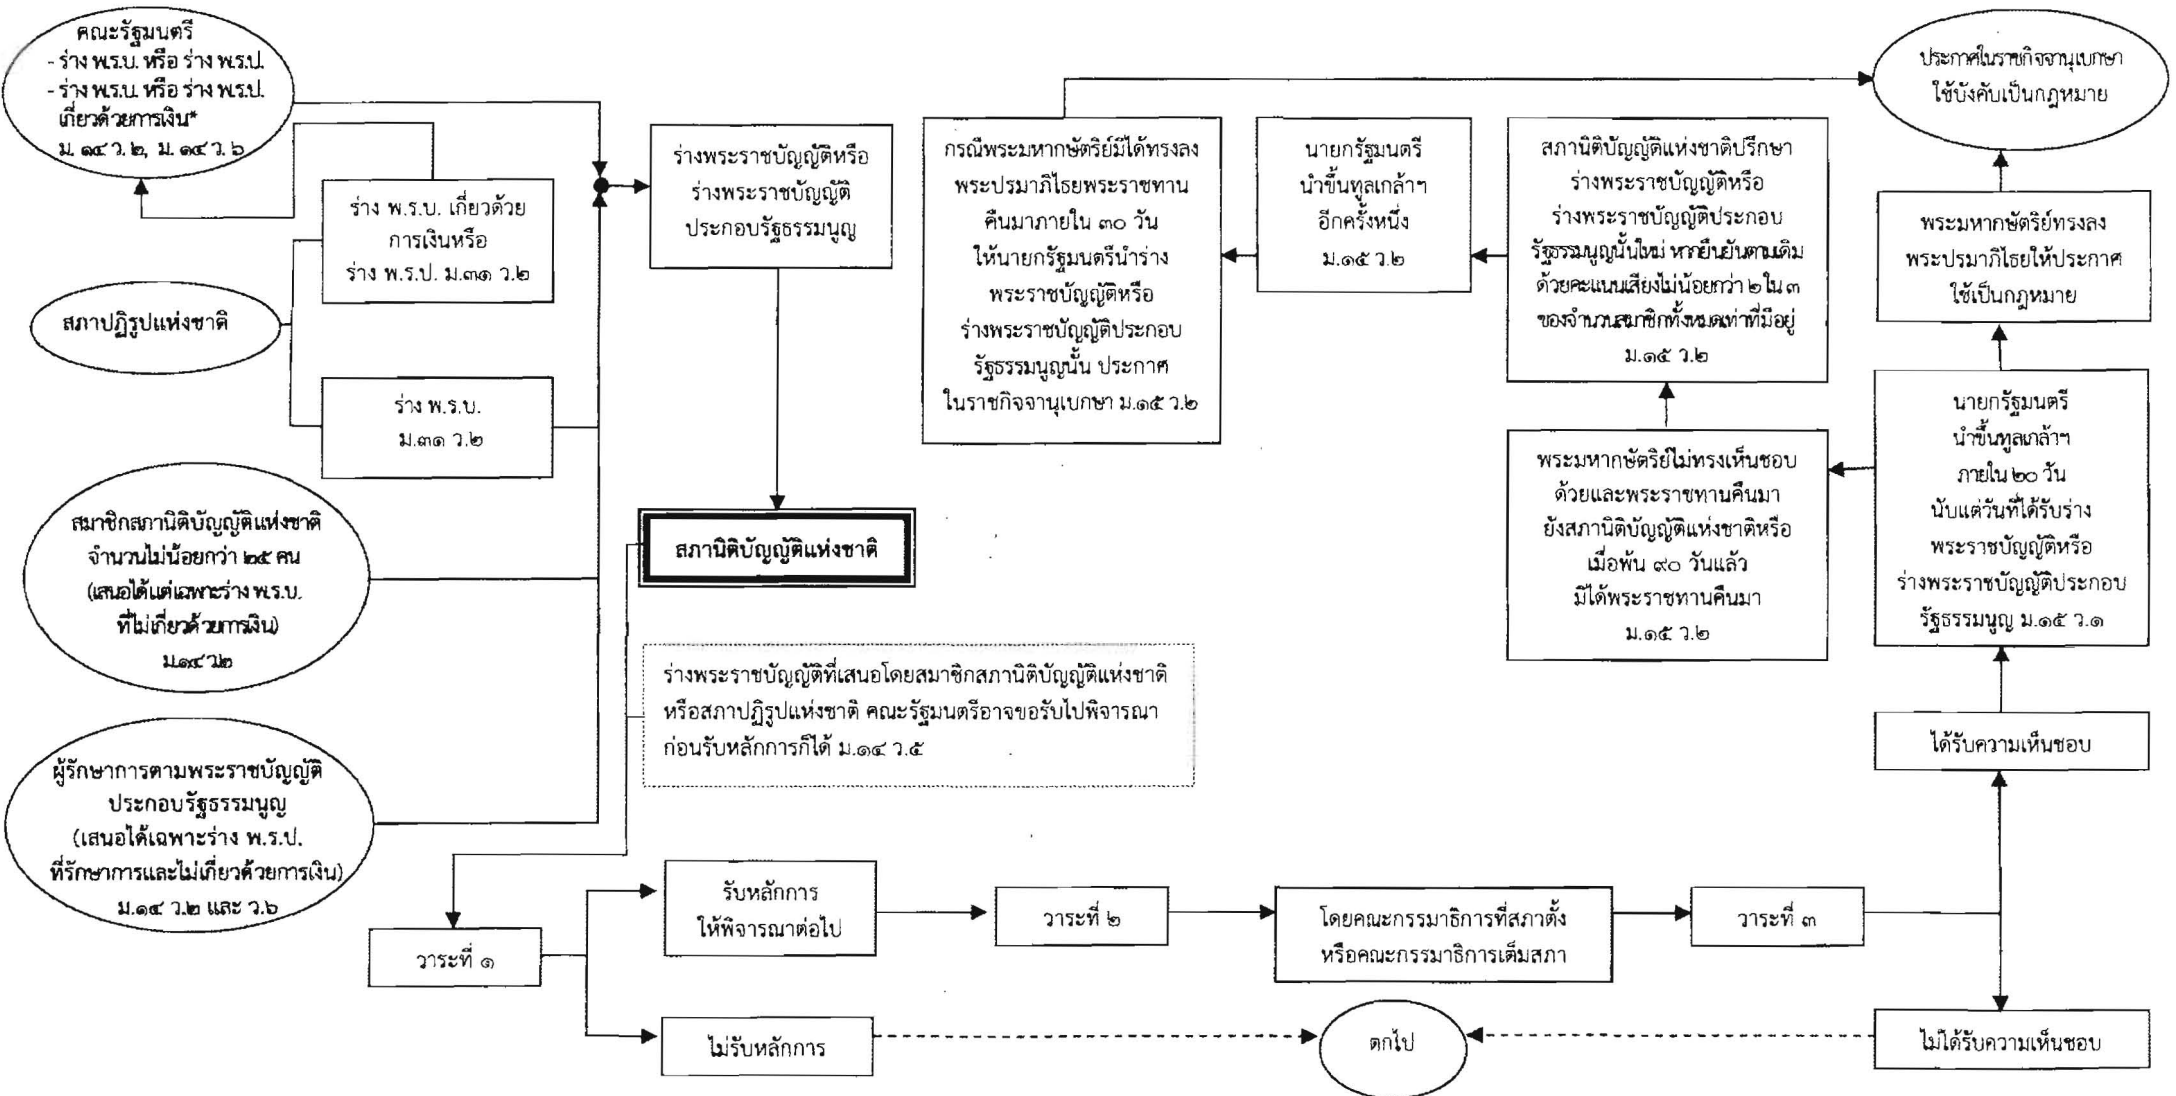 คณะรัฐมนตรี
- ร่าง พ.ร.บ. หรือ ร่าง พ.ร.ป.
- ร่าง พ.ร.บ. หรือ ร่าง พ.ร.ป.
เกี่ยวด้วยการเงิน*
ม. ๑๔ ว. ๒, ม. ๑๔ ว. ๖
ร่าง พ.ร.บ. เกี่ยวด้วย
การเงินหรือ
ร่าง พ.ร.ป. ม.๓๑ ว.๒
สภาปฏิรูปแห่งชาติ
ร่าง พ.ร.บ.
ม.๓๑ ว.๒
สมาชิกสภานิติบัญญัติแห่งชาติ
จำนวนไม่น้อยกว่า ๒๕ คน
(เสนอได้แต่เฉพาะร่าง พ.ร.บ.
ที่ไม่เกี่ยวด้วยการเงิน)
ม.๑๔ ว.๒
ผู้รักษาการตามพระราชบัญญัติ
ประกอบรัฐธรรมนูญ
(เสนอได้เฉพาะร่าง พ.ร.ป.
ที่รักษาการและไม่เกี่ยวด้วยการเงิน)
ม.๑๔ ว.๒ และ ว.๖
ร่างพระราชบัญญัติหรือ
ร่างพระราชบัญญัติ
ประกอบรัฐธรรมนูญ
สภานิติบัญญัติแห่งชาติ
ร่างพระราชบัญญัติที่เสนอโดยสมาชิกสภานิติบัญญัติแห่งชาติ
หรือสภาปฏิรูปแห่งชาติ คณะรัฐมนตรีอาจขอรับไปพิจารณา
ก่อนรับหลักการก็ได้ ม.๑๔ ว.๕
วาระที่ ๑
รับหลักการ
ให้พิจารณาต่อไป
ไม่รับหลักการ
วาระที่ ๒
โดยคณะกรรมาธิการที่สภาตั้ง
หรือคณะกรรมาธิการเต็มสภา
วาระที่ ๓
ตกไป
ไม่ได้รับความเห็นชอบ
ได้รับความเห็นชอบ
นายกรัฐมนตรี
นำขึ้นทูลเกล้าฯ
ภายใน ๒๐ วัน
นับแต่วันที่ได้รับร่าง
พระราชบัญญัติหรือ
ร่างพระราชบัญญัติประกอบ
รัฐธรรมนูญ ม.๑๕ ว.๑
พระมหากษัตริย์ทรงลง
พระปรมาภิไธยให้ประกาศ
ใช้เป็นกฎหมาย
ประกาศในราชกิจจานุเบกษา
ใช้บังคับเป็นกฎหมาย
พระมหากษัตริย์ไม่ทรงเห็นชอบ
ด้วยและพระราชทานคืนมา
ยังสภานิติบัญญัติแห่งชาติหรือ
เมื่อพ้น ๙๐ วันแล้ว
มิได้พระราชทานคืนมา
ม.๑๕ ว.๒
สภานิติบัญญัติแห่งชาติปรึกษา
ร่างพระราชบัญญัติหรือ
ร่างพระราชบัญญัติประกอบ
รัฐธรรมนูญนั้นใหม่ หากยืนยันตามเดิม
ด้วยคะแนนเสียงไม่น้อยกว่า ๒ ใน ๓
ของจำนวนสมาชิกทั้งหมดเท่าที่มีอยู่
ม.๑๕ ว.๒
นายกรัฐมนตรี
นำขึ้นทูลเกล้าฯ
อีกครั้งหนึ่ง
ม.๑๕ ว.๒
กรณีพระมหากษัตริย์มิได้ทรงลง
พระปรมาภิไธยพระราชทาน
คืนมาภายใน ๓๐ วัน
ให้นายกรัฐมนตรีนำร่าง
พระราชบัญญัติหรือ
ร่างพระราชบัญญัติประกอบ
รัฐธรรมนูญนั้น ประกาศ
ในราชกิจจานุเบกษา ม.๑๕ ว.๒